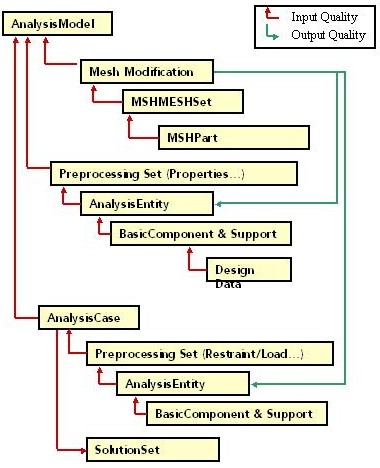 AnalysisModel
Input Quality
Output Quality
Mesh Modification
MSHMESHSet
MSHPart
Preprocessing Set (Properties...)
AnalysisEntity
BasicComponent & Support
Design
Data
AnalysisCase
Preprocessing Set (Restraint/Load...)
AnalysisEntity
BasicComponent & Support
SolutionSet